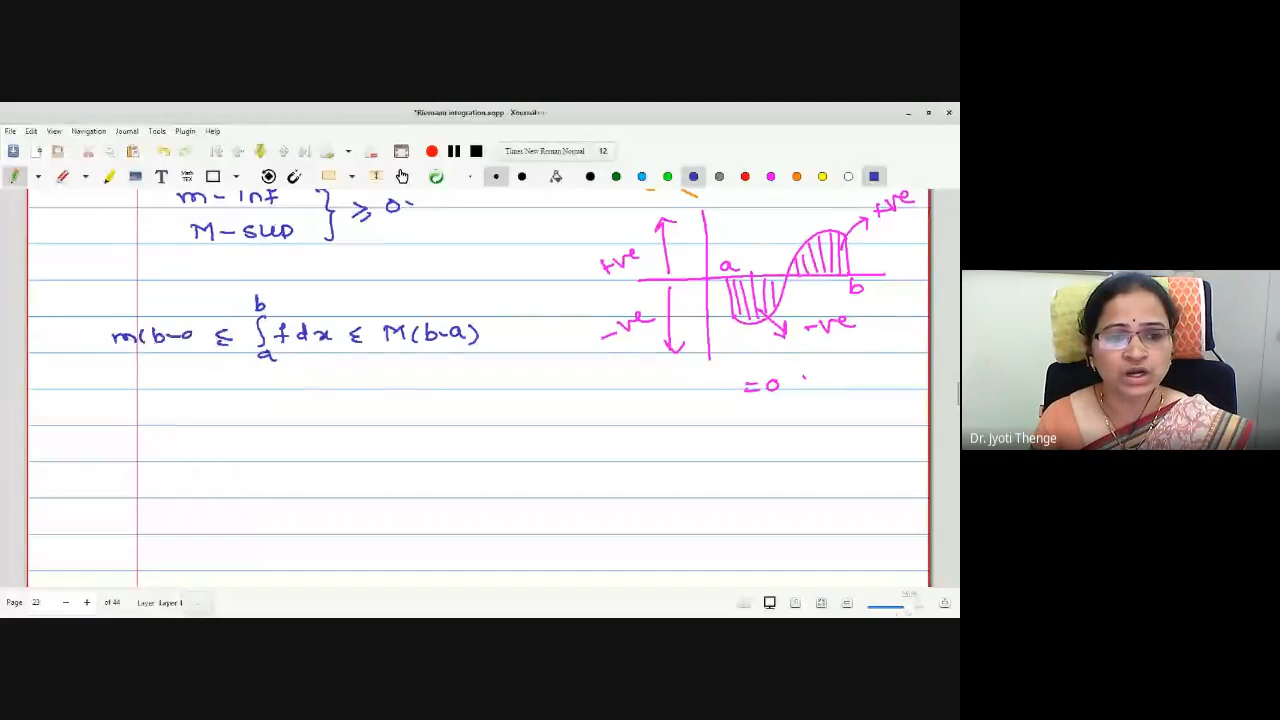 *Riemann integration.xopp - Xournal++
File Edit View Navigation Journal Tools Plugin Help
Times New Roman Normal 12
m - inf
M - sup } ≥ 0
+ve
+ve
a
b
-ve
-ve
= 0
b
m(b-a ≤ ∫ f dx ≤ M(b-a)
a
Dr. Jyoti Thenge
Page 23 of 44 Layer Layer 1